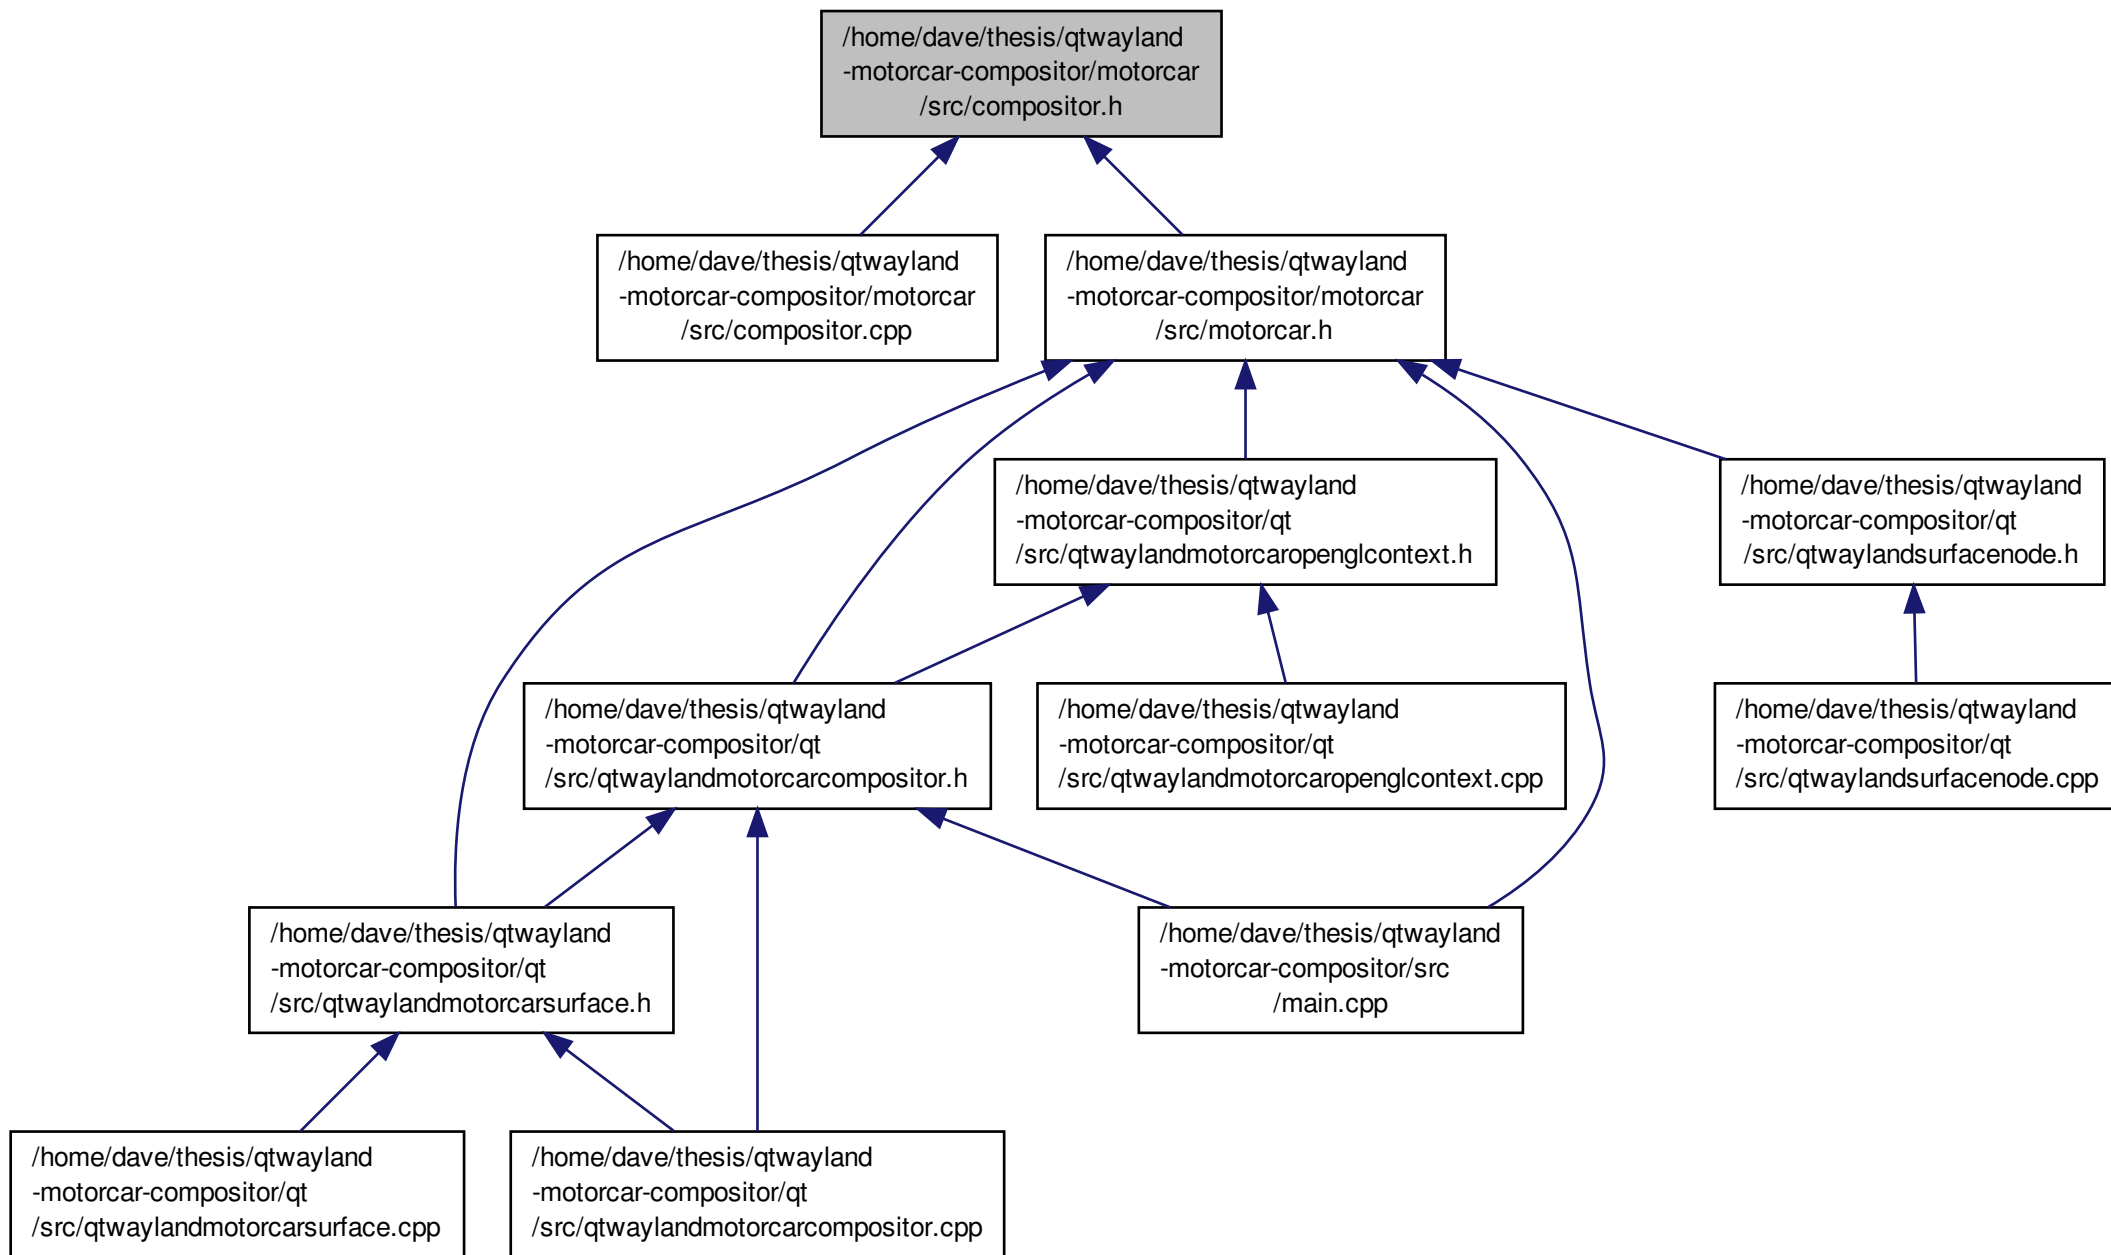 /home/dave/thesis/qtwayland
-motorcar-compositor/motorcar
/src/compositor.h
/home/dave/thesis/qtwayland
-motorcar-compositor/motorcar
/src/compositor.cpp
/home/dave/thesis/qtwayland
-motorcar-compositor/motorcar
/src/motorcar.h
/home/dave/thesis/qtwayland
-motorcar-compositor/qt
/src/qtwaylandmotorcaropenglcontext.h
/home/dave/thesis/qtwayland
-motorcar-compositor/qt
/src/qtwaylandsurfacenode.h
/home/dave/thesis/qtwayland
-motorcar-compositor/qt
/src/qtwaylandmotorcarcompositor.h
/home/dave/thesis/qtwayland
-motorcar-compositor/qt
/src/qtwaylandmotorcaropenglcontext.cpp
/home/dave/thesis/qtwayland
-motorcar-compositor/qt
/src/qtwaylandsurfacenode.cpp
/home/dave/thesis/qtwayland
-motorcar-compositor/qt
/src/qtwaylandmotorcarsurface.h
/home/dave/thesis/qtwayland
-motorcar-compositor/src
/main.cpp
/home/dave/thesis/qtwayland
-motorcar-compositor/qt
/src/qtwaylandmotorcarsurface.cpp
/home/dave/thesis/qtwayland
-motorcar-compositor/qt
/src/qtwaylandmotorcarcompositor.cpp